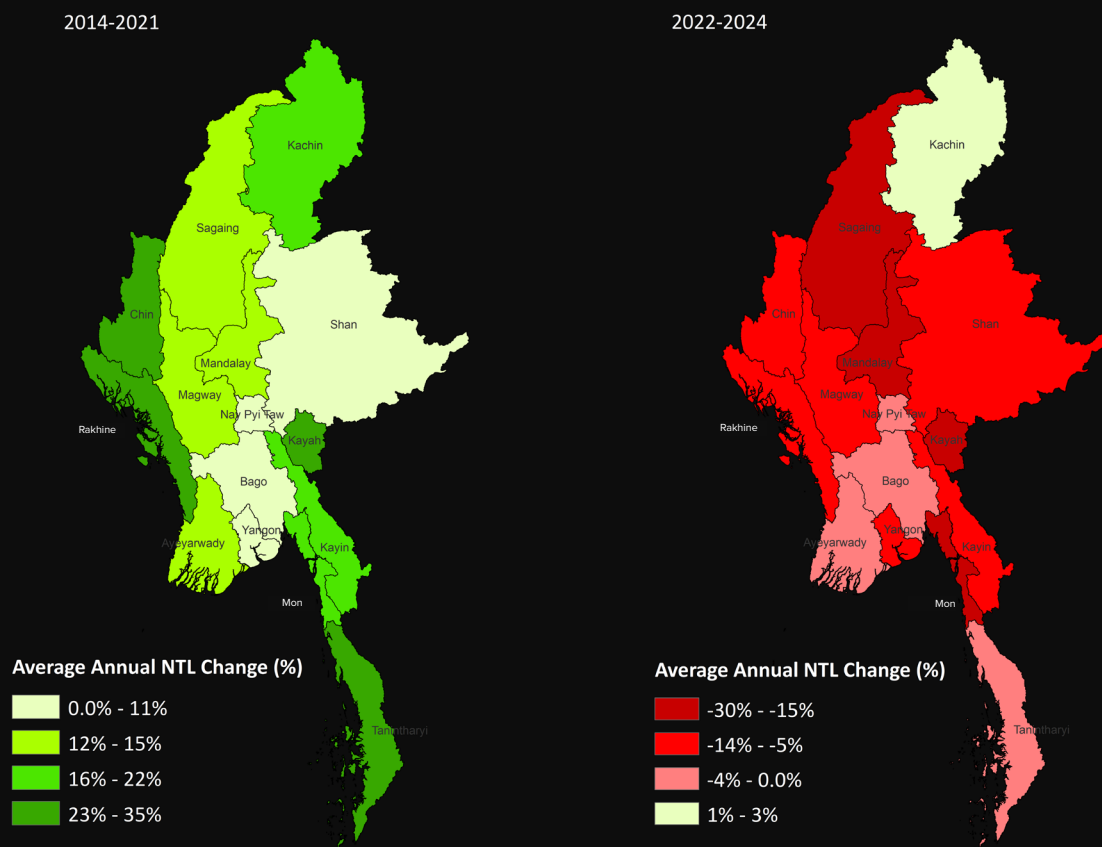 2014-2021
Kachin
Sagaing
Chin
Shan
Mandalay
Magway
Nay Pyi Taw
Rakhine
Kayah
Bago
Yangon
Ayeyarwady
Kayin
Mon
Tanintharyi
Average Annual NTL Change (%)
0.0% - 11%
12% - 15%
16% - 22%
23% - 35%
2022-2024
Kachin
Sagaing
Chin
Shan
Mandalay
Magway
Nay Pyi Taw
Rakhine
Kayah
Bago
Yangon
Ayeyarwady
Kayin
Mon
Tanintharyi
Average Annual NTL Change (%)
-30% - -15%
-14% - -5%
-4% - 0.0%
1% - 3%